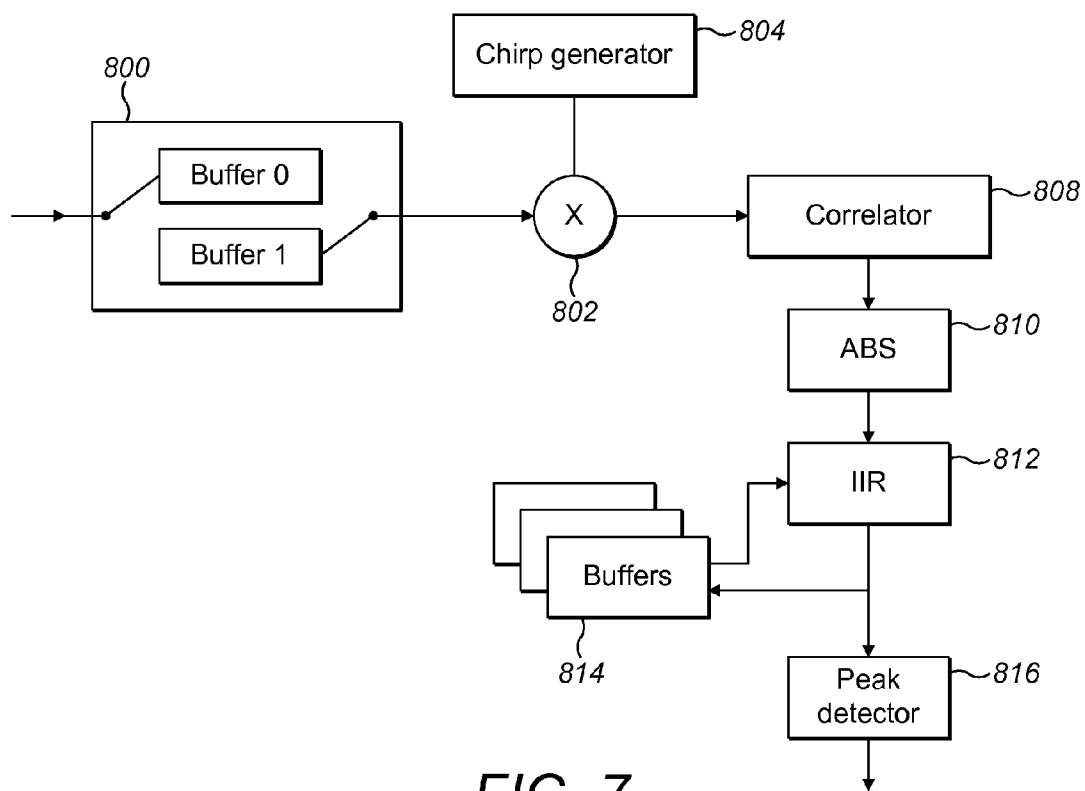 804
Chirp generator
800
Buffer 0
Buffer 1
X
802
Correlator
808
ABS
810
IIR
812
Buffers
814
Peak
detector
816
FIG. 7